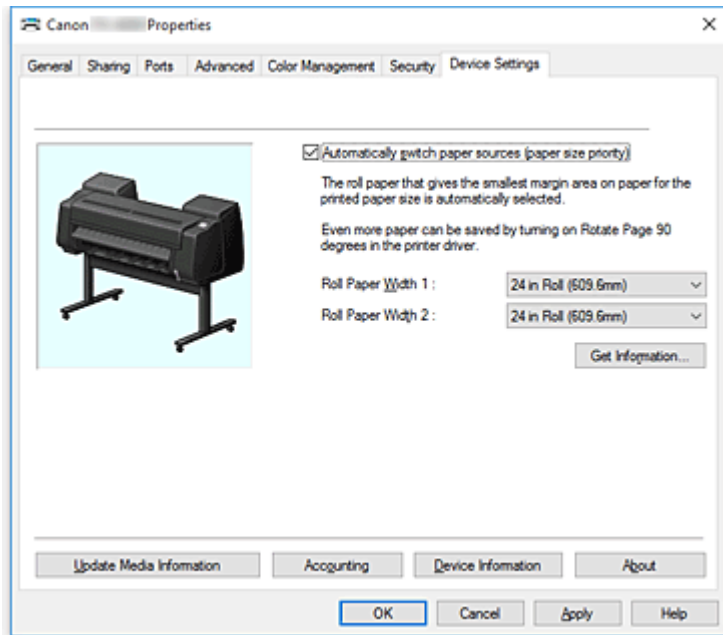 Canon Properties
General Sharing Ports Advanced Color Management Security Device Settings
Automatically switch paper sources (paper size priority)
The roll paper that gives the smallest margin area on paper for the
printed paper size is automatically selected.
Even more paper can be saved by turning on Rotate Page 90
degrees in the printer driver.
Roll Paper Width 1 : 24 in Roll (609.6mm)
Roll Paper Width 2 : 24 in Roll (609.6mm)
Get Information...
Update Media Information Accounting Device Information About
OK Cancel Apply Help